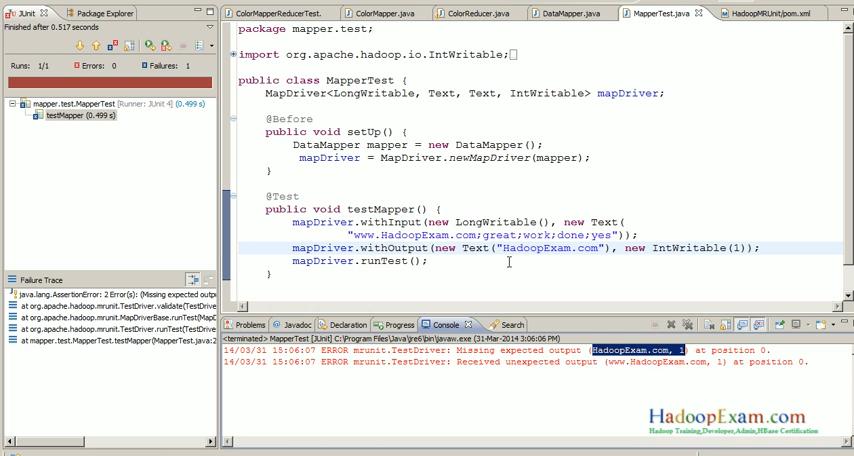 JUnit
Package Explorer
Finished after 0.517 seconds
Runs: 1/1
Errors: 0
Failures: 1
mapper.test.MapperTest [Runner: JUnit 4] (0.499 s)
testMapper (0.499 s)
Failure Trace
java.lang.AssertionError: 2 Error(s): (Missing expected outp
at org.apache.hadoop.mrunit.TestDriver.validate(TestDriv
at org.apache.hadoop.mrunit.MapDriverBase.runTest(MapD
at org.apache.hadoop.mrunit.TestDriver.runTest(TestDrive
at mapper.test.MapperTest.testMapper(MapperTest.java:2
ColorMapperReducerTest.
ColorMapper.java
ColorReducer.java
DataMapper.java
MapperTest.java
HadoopMRUnit/pom.xml
package mapper.test;
import org.apache.hadoop.io.IntWritable;
public class MapperTest {
MapDriver<LongWritable, Text, Text, IntWritable> mapDriver;
@Before
public void setUp() {
DataMapper mapper = new DataMapper();
mapDriver = MapDriver.newMapDriver(mapper);
}
@Test
public void testMapper() {
mapDriver.withInput(new LongWritable(), new Text(
"www.HadoopExam.com;great;work;done;yes"));
mapDriver.withOutput(new Text("HadoopExam.com"), new IntWritable(1));
mapDriver.runTest();
}
Problems
Javadoc
Declaration
Progress
Console
Search
<terminated> MapperTest [JUnit] C:\Program Files\Java\jre6\bin\javaw.exe (31-Mar-2014 3:06:06 PM)
14/03/31 15:06:07 ERROR mrunit.TestDriver: Missing expected output (HadoopExam.com, 1) at position 0.
14/03/31 15:06:07 ERROR mrunit.TestDriver: Received unexpected output (www.HadoopExam.com, 1) at position 0.
HadoopExam.com
Hadoop Training,Developer,Admin,HBase Certification